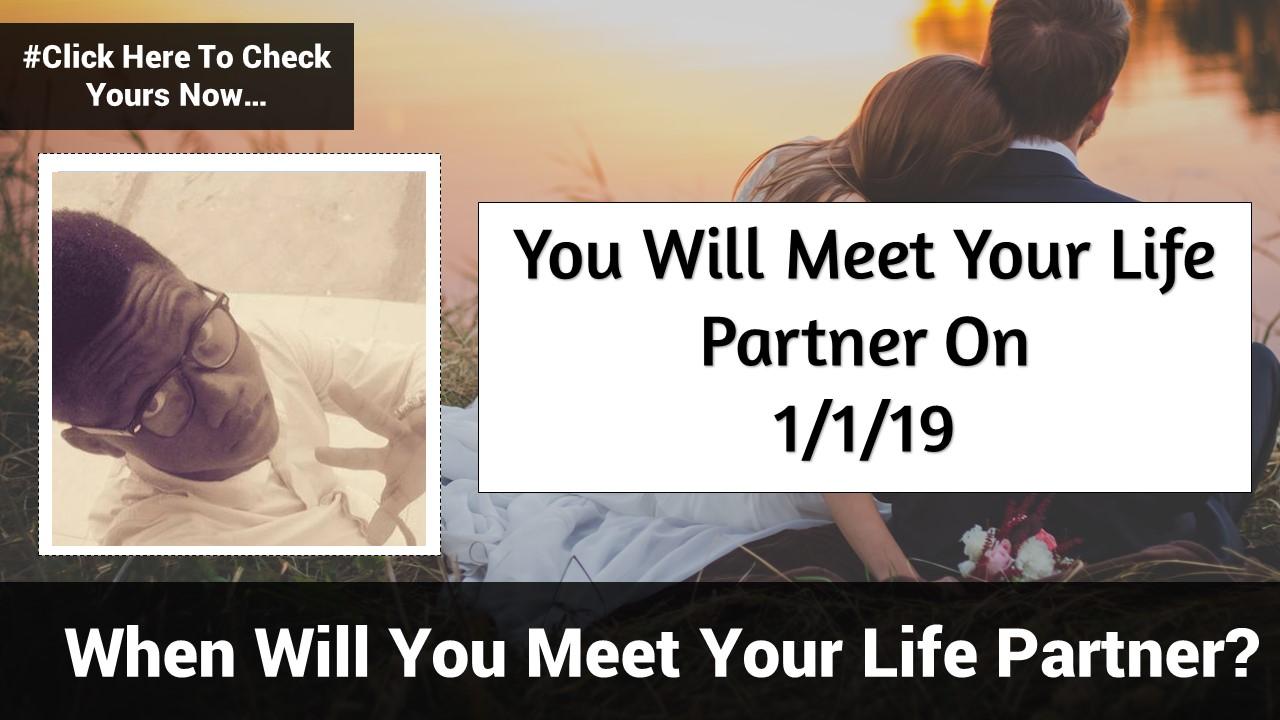 #Click Here To Check
Yours Now...
You Will Meet Your Life
Partner On
1/1/19
When Will You Meet Your Life Partner?